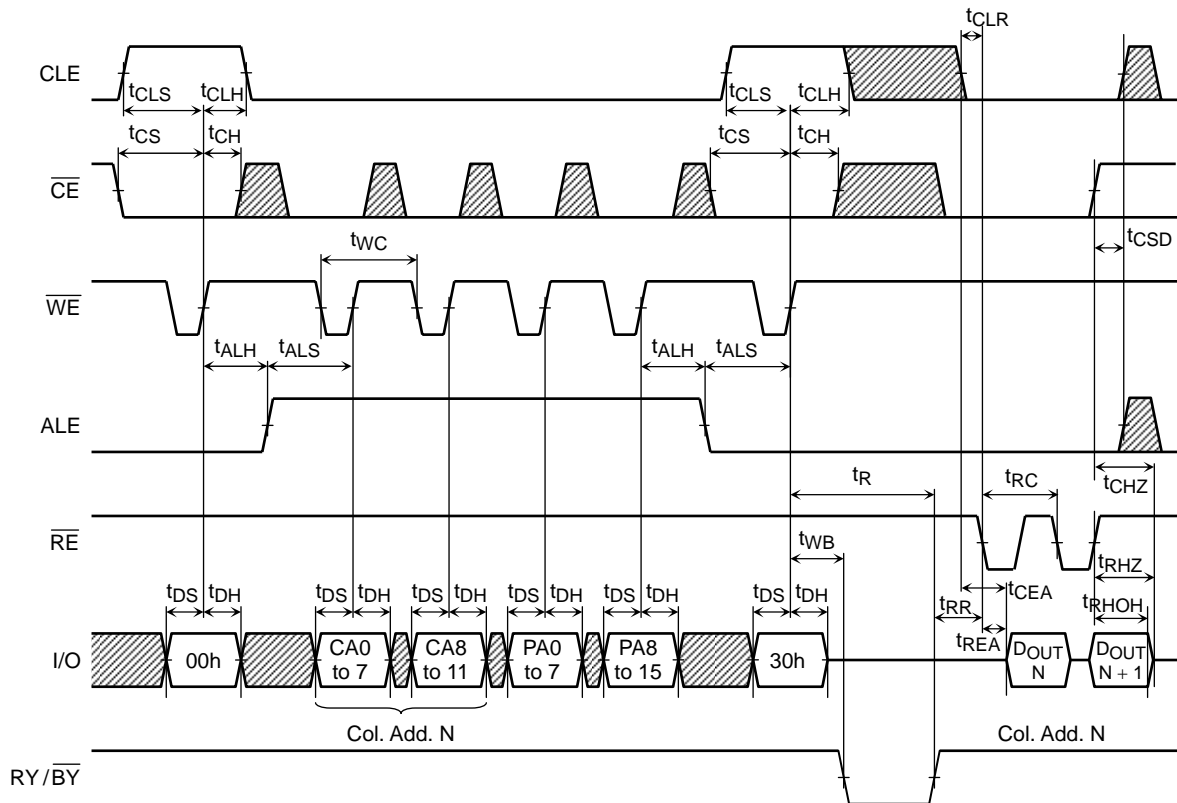 tCLR
CLE
tCLS tCLH tCLS tCLH
tCS tCH tCS tCH
CE
tWC tCSD
WE
tALH tALS tALH tALS
ALE
tR tRC tCHZ
RE
tWB
tDS tDH tDS tDH tDS tDH tDS tDH tDS tDH tDS tDH tRR tCEA tRHZ
tREA tRHOH
I/O 00h CA0 to 7 CA8 to 11 PA0 to 7 PA8 to 15 30h DOUT N DOUT N + 1
Col. Add. N Col. Add. N
RY/BY